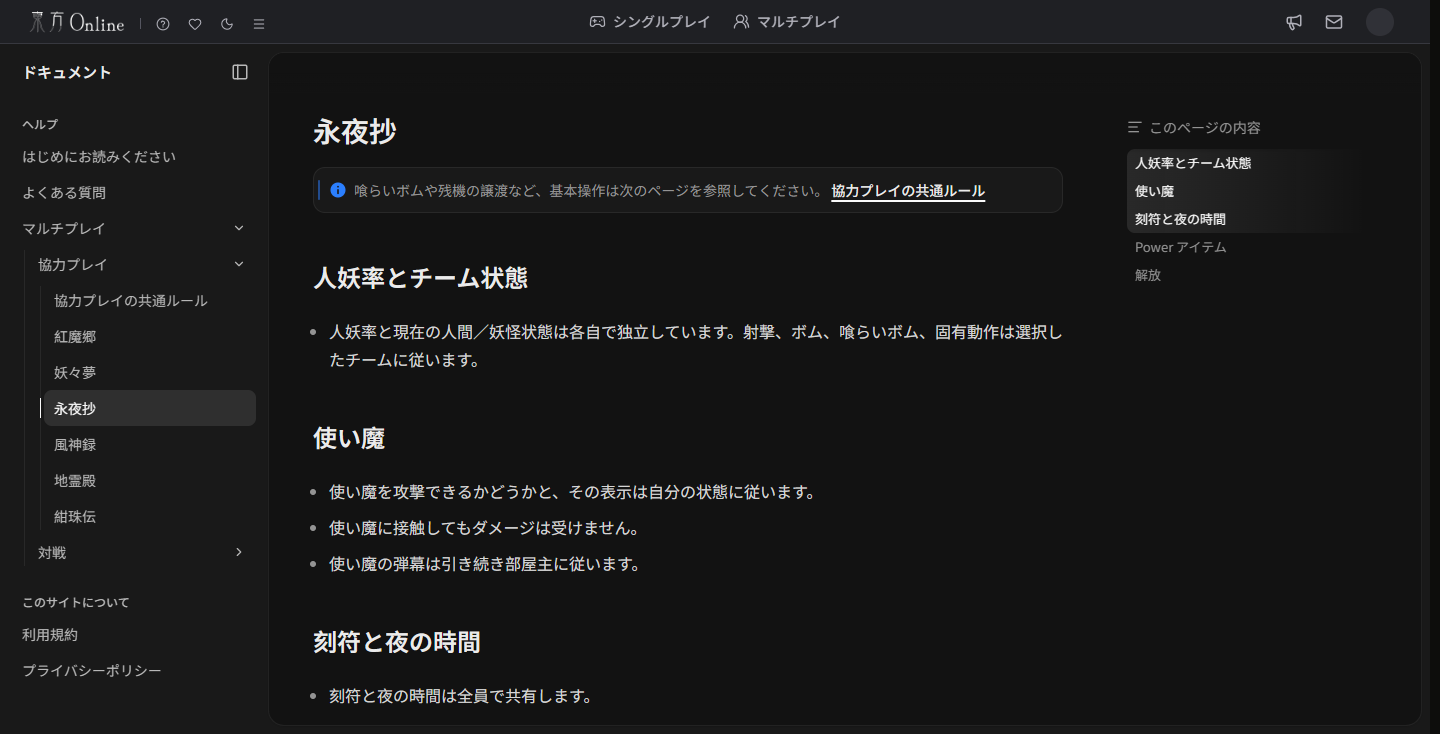 東方Online
シングルプレイ
マルチプレイ
ドキュメント
ヘルプ
はじめにお読みください
よくある質問
マルチプレイ
協力プレイ
協力プレイの共通ルール
紅魔郷
妖々夢
永夜抄
風神録
地霊殿
紺珠伝
対戦
このサイトについて
利用規約
プライバシーポリシー
永夜抄
喰らいボムや残機の譲渡など、基本操作は次のページを参照してください。 協力プレイの共通ルール
人妖率とチーム状態
人妖率と現在の人間／妖怪状態は各自で独立しています。射撃、ボム、喰らいボム、固有動作は選択し
たチームに従います。
使い魔
使い魔を攻撃できるかどうかと、その表示は自分の状態に従います。
使い魔に接触してもダメージは受けません。
使い魔の弾幕は引き続き部屋主に従います。
刻符と夜の時間
刻符と夜の時間は全員で共有します。
このページの内容
人妖率とチーム状態
使い魔
刻符と夜の時間
Power アイテム
解放